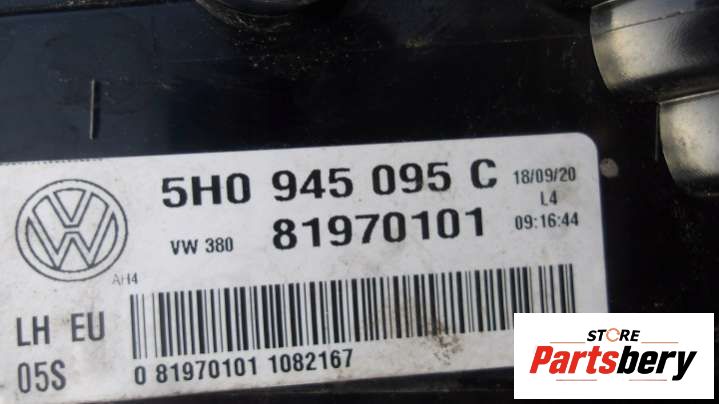 5H0 945 095 C 18/09/20
L4
VW 380 81970101 09:16:44
AH4
LH EU
05S
0 81970101 1082167
STORE
Partsbery